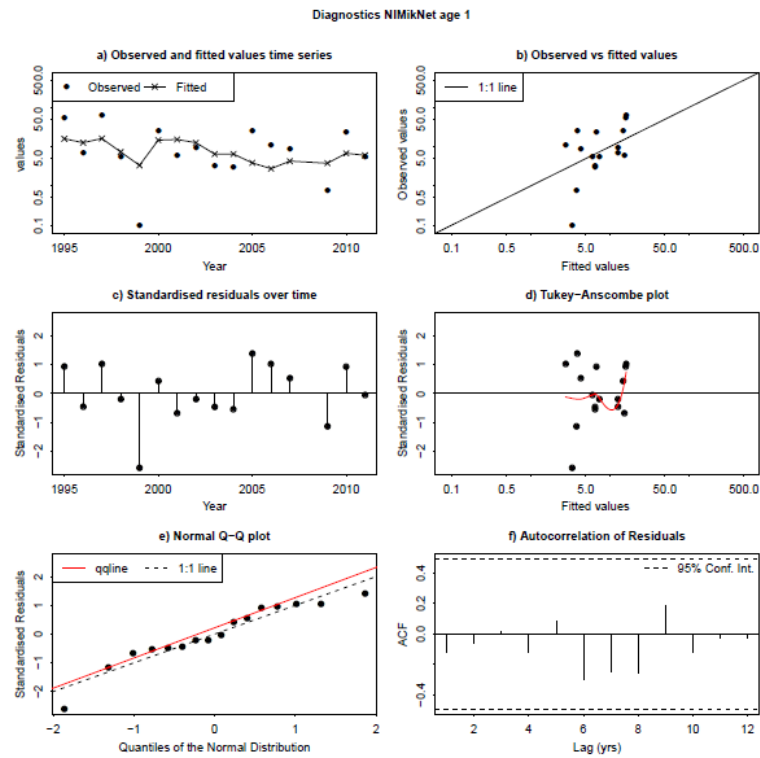 Diagnostics NIMikNet age 1
a) Observed and fitted values time series
Observed
Fitted
values
500.0
50.0
5.0
0.5
0.1
1995
2000
2005
2010
Year
b) Observed vs fitted values
1:1 line
Observed values
500.0
50.0
5.0
0.5
0.1
0.1
0.5
5.0
50.0
500.0
Fitted values
c) Standardised residuals over time
Standardised Residuals
2
1
0
−1
−2
1995
2000
2005
2010
Year
d) Tukey−Anscombe plot
Standardised Residuals
2
1
0
−1
−2
0.1
0.5
5.0
50.0
500.0
Fitted values
e) Normal Q−Q plot
qqline
1:1 line
Standardised Residuals
2
1
0
−1
−2
−2
−1
0
1
2
Quantiles of the Normal Distribution
f) Autocorrelation of Residuals
95% Conf. Int.
ACF
0.4
0.0
−0.4
2
4
6
8
10
12
Lag (yrs)